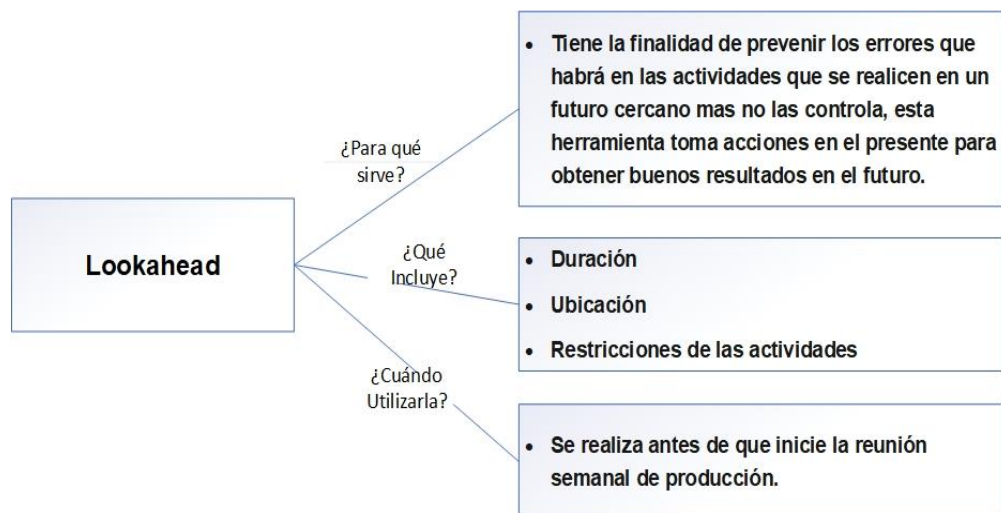 Lookahead
¿Para qué
sirve?
• Tiene la finalidad de prevenir los errores que
habrá en las actividades que se realicen en un
futuro cercano mas no las controla, esta
herramienta toma acciones en el presente para
obtener buenos resultados en el futuro.
¿Qué
Incluye?
• Duración
• Ubicación
• Restricciones de las actividades
¿Cuándo
Utilizarla?
• Se realiza antes de que inicie la reunión
semanal de producción.